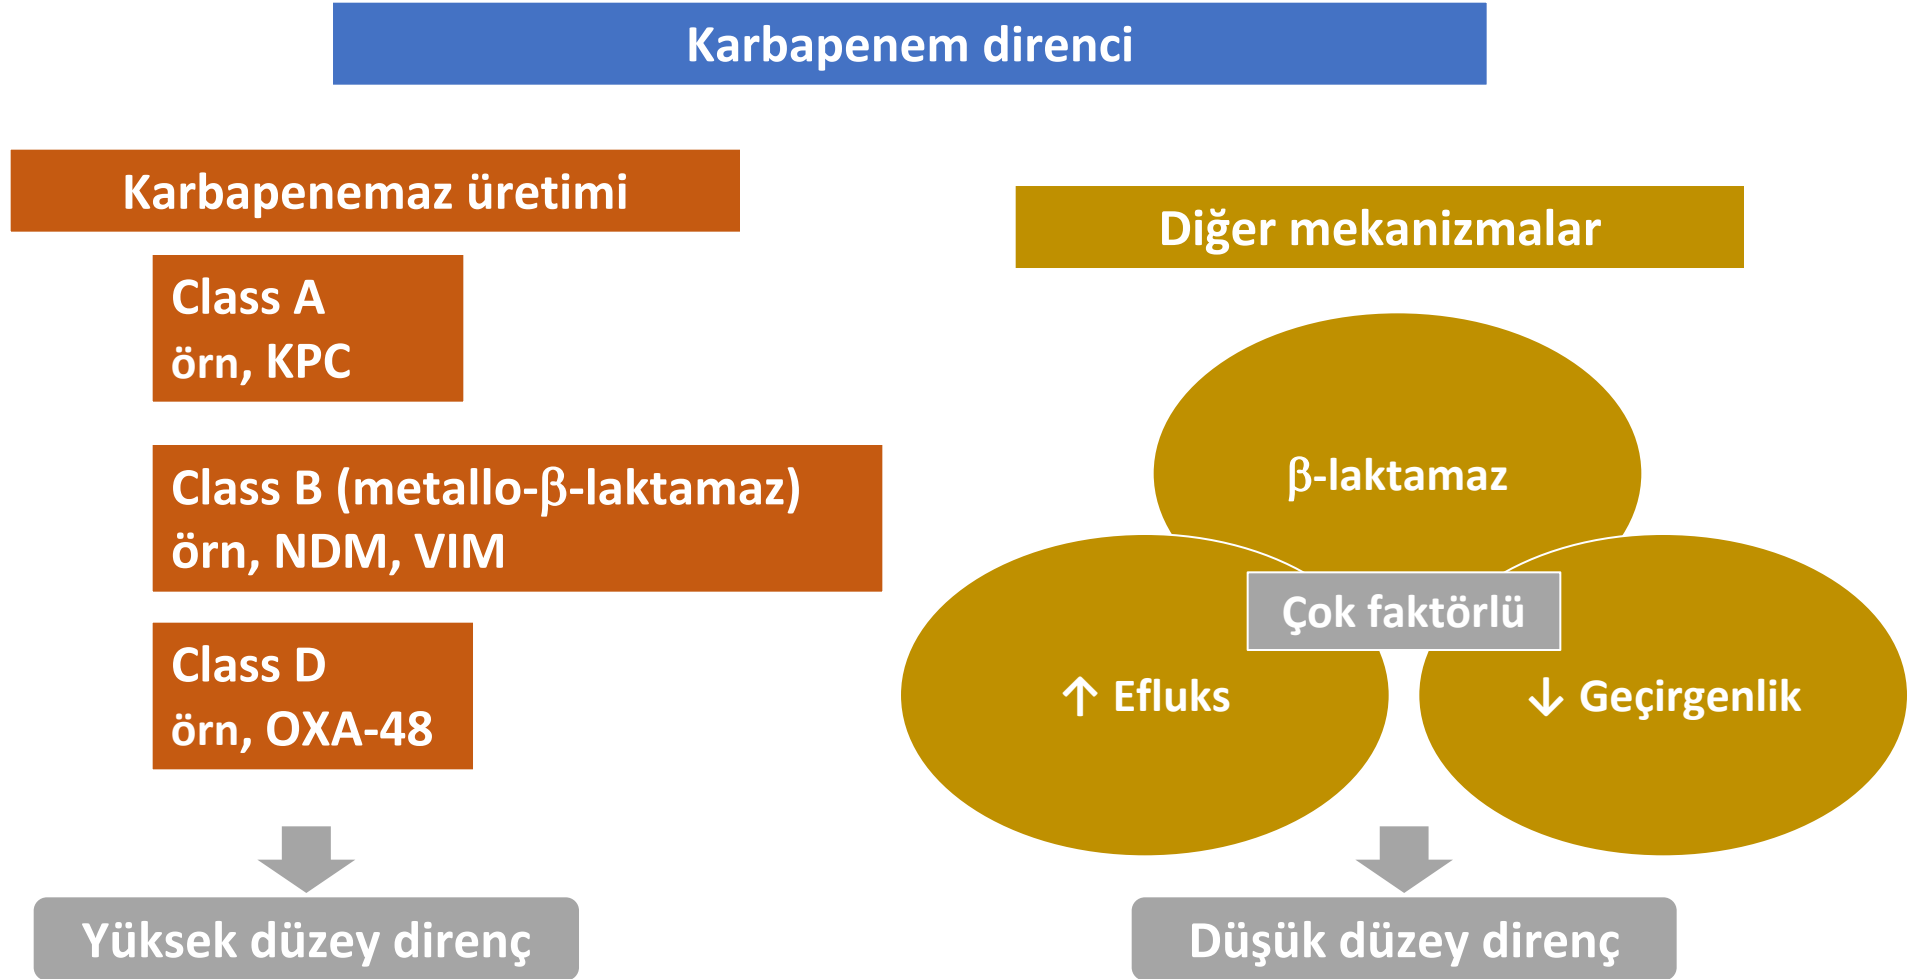 Karbapenem direnci
Karbapenemaz üretimi
Class A
örn, KPC
Class B (metallo-β-laktamaz)
örn, NDM, VIM
Class D
örn, OXA-48
Yüksek düzey direnç
Diğer mekanizmalar
β-laktamaz
Çok faktörlü
↑ Efluks
↓ Geçirgenlik
Düşük düzey direnç